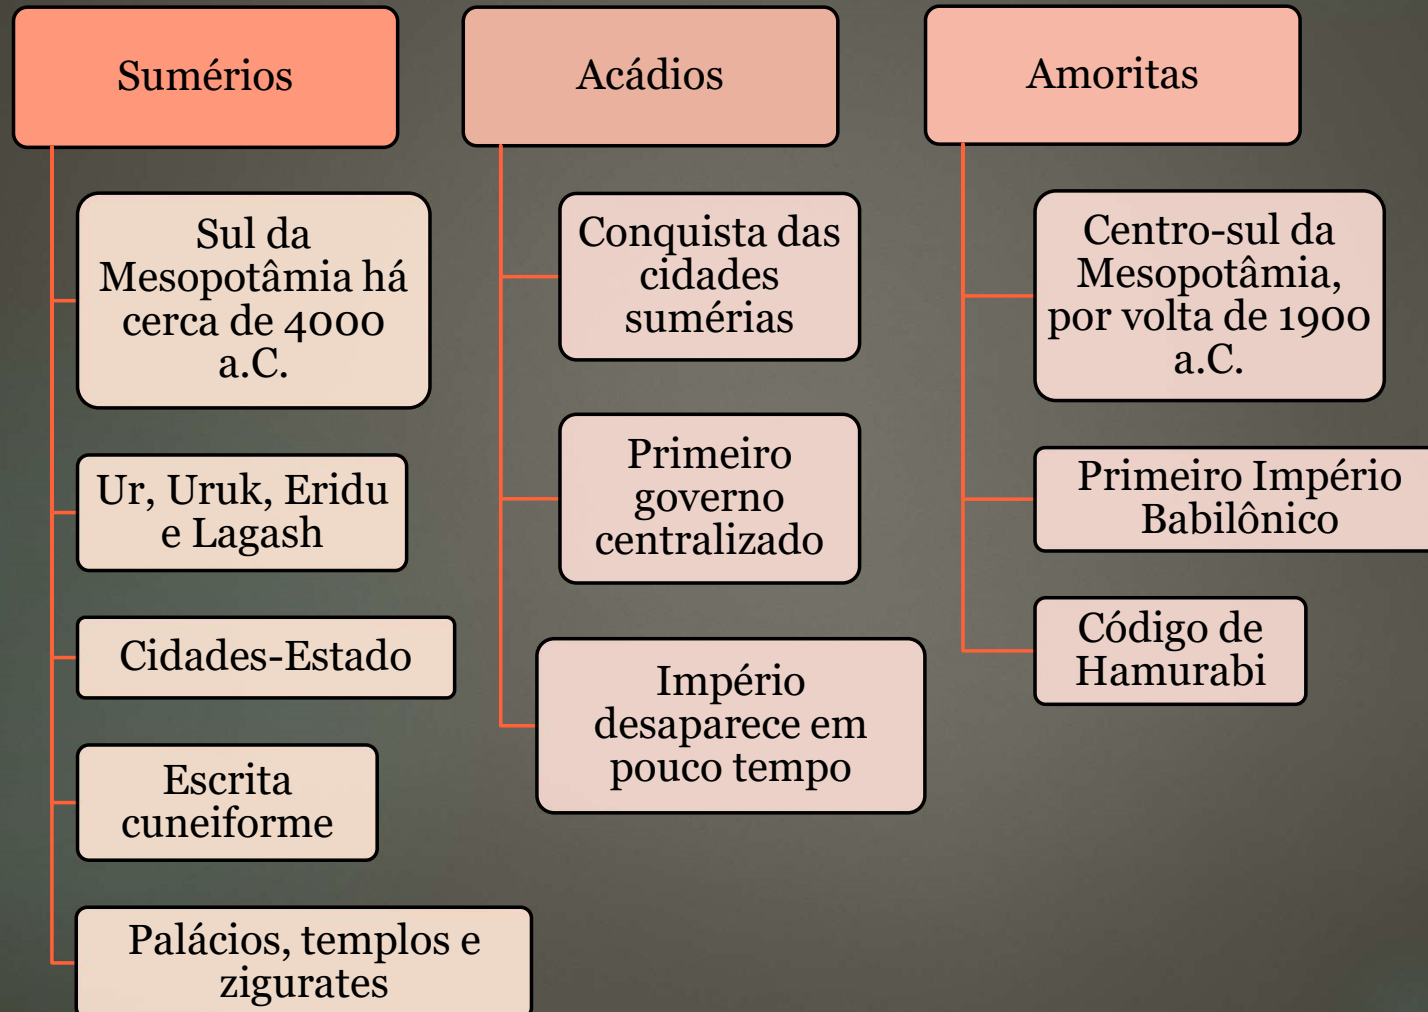 Sumérios
Sul da
Mesopotâmia há
cerca de 4000
a.C.
Ur, Uruk, Eridu
e Lagash
Cidades-Estado
Escrita
cuneiforme
Palácios, templos e
zigurates
Acádios
Conquista das
cidades
sumérias
Primeiro
governo
centralizado
Império
desaparece em
pouco tempo
Amoritas
Centro-sul da
Mesopotâmia,
por volta de 1900
a.C.
Primeiro Império
Babilônico
Código de
Hamurabi